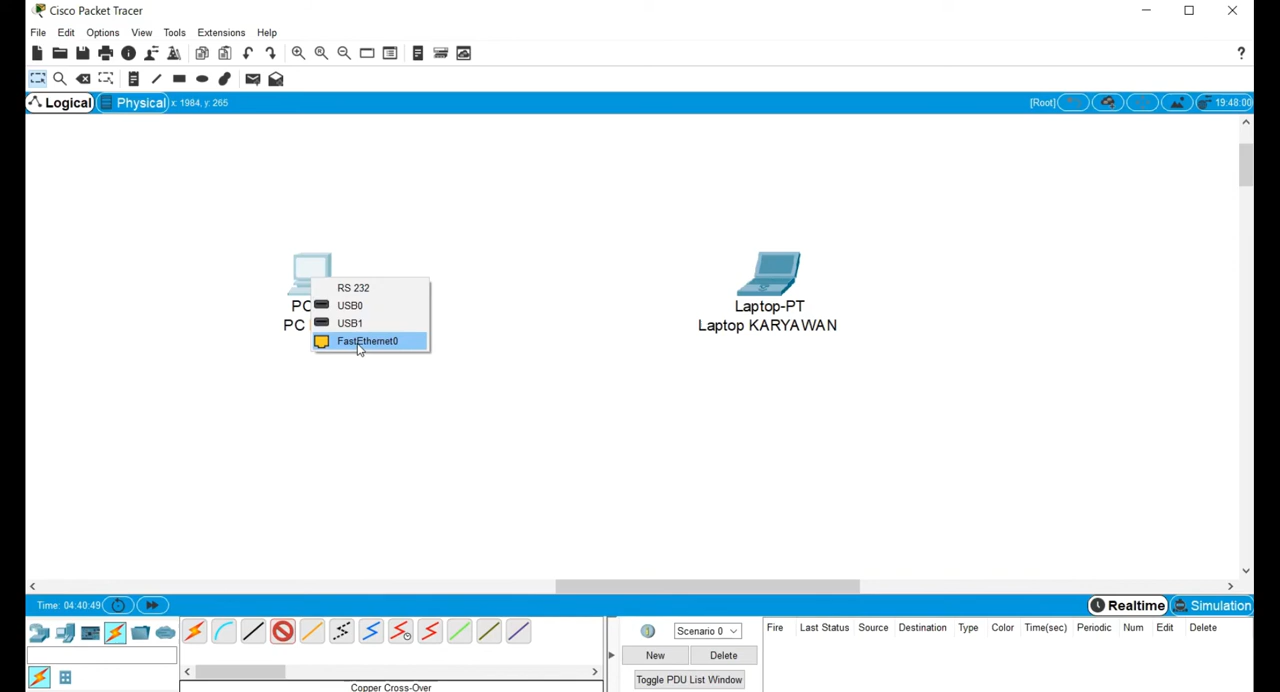 Cisco Packet Tracer
File Edit Options View Tools Extensions Help
?
Logical Physical x: 1984, y: 265 [Root] 19:48:00
RS 232
USB0
USB1
FastEthernet0
PC
PC
Laptop-PT
Laptop KARYAWAN
Time: 04:40:49 Realtime Simulation
Scenario 0
New Delete
Toggle PDU List Window
Fire Last Status Source Destination Type Color Time(sec) Periodic Num Edit Delete
Copper Cross-Over